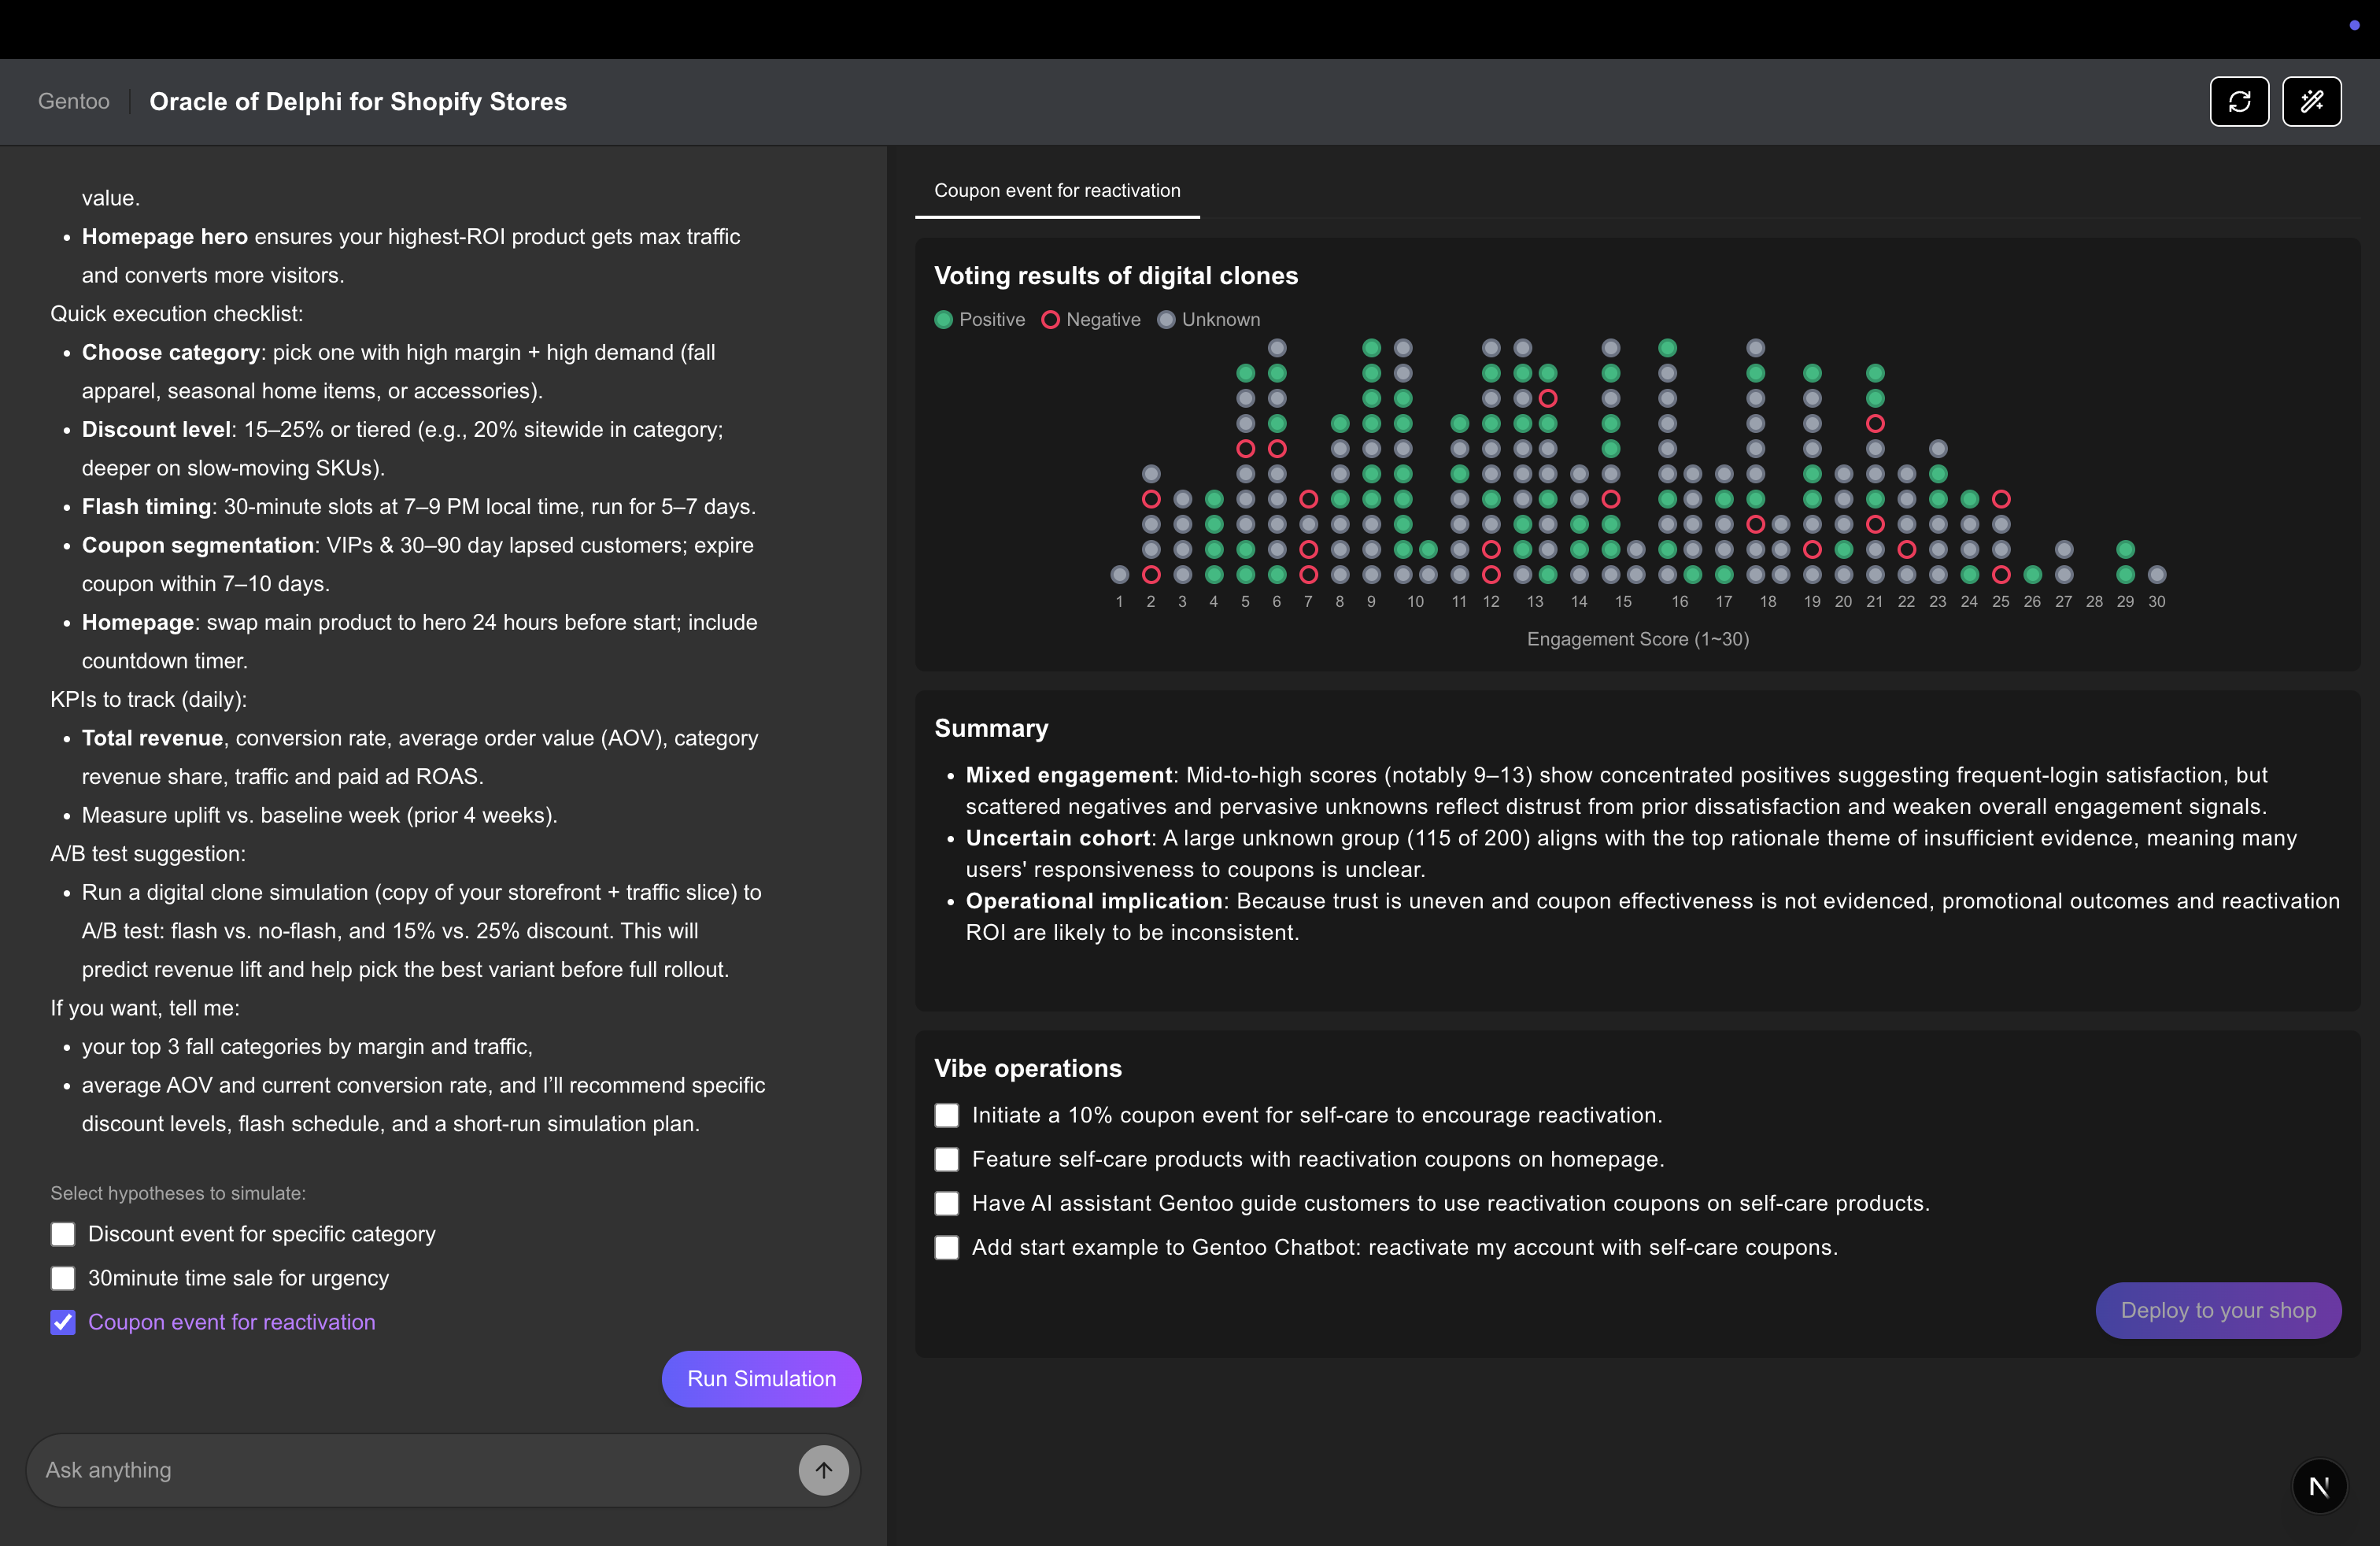 Gentoo
Oracle of Delphi for Shopify Stores
value.
• Homepage hero ensures your highest-ROI product gets max traffic
and converts more visitors.
Quick execution checklist:
• Choose category: pick one with high margin + high demand (fall
apparel, seasonal home items, or accessories).
• Discount level: 15–25% or tiered (e.g., 20% sitewide in category;
deeper on slow-moving SKUs).
• Flash timing: 30-minute slots at 7–9 PM local time, run for 5–7 days.
• Coupon segmentation: VIPs & 30–90 day lapsed customers; expire
coupon within 7–10 days.
• Homepage: swap main product to hero 24 hours before start; include
countdown timer.
KPIs to track (daily):
• Total revenue, conversion rate, average order value (AOV), category
revenue share, traffic and paid ad ROAS.
• Measure uplift vs. baseline week (prior 4 weeks).
A/B test suggestion:
• Run a digital clone simulation (copy of your storefront + traffic slice) to
A/B test: flash vs. no-flash, and 15% vs. 25% discount. This will
predict revenue lift and help pick the best variant before full rollout.
If you want, tell me:
• your top 3 fall categories by margin and traffic,
• average AOV and current conversion rate, and I’ll recommend specific
discount levels, flash schedule, and a short-run simulation plan.
Select hypotheses to simulate:
Discount event for specific category
30minute time sale for urgency
Coupon event for reactivation
Run Simulation
Ask anything
Coupon event for reactivation
Voting results of digital clones
Positive Negative Unknown
1 2 3 4 5 6 7 8 9 10 11 12 13 14 15 16 17 18 19 20 21 22 23 24 25 26 27 28 29 30
Engagement Score (1~30)
Summary
• Mixed engagement: Mid-to-high scores (notably 9–13) show concentrated positives suggesting frequent-login satisfaction, but
scattered negatives and pervasive unknowns reflect distrust from prior dissatisfaction and weaken overall engagement signals.
• Uncertain cohort: A large unknown group (115 of 200) aligns with the top rationale theme of insufficient evidence, meaning many
users' responsiveness to coupons is unclear.
• Operational implication: Because trust is uneven and coupon effectiveness is not evidenced, promotional outcomes and reactivation
ROI are likely to be inconsistent.
Vibe operations
Initiate a 10% coupon event for self-care to encourage reactivation.
Feature self-care products with reactivation coupons on homepage.
Have AI assistant Gentoo guide customers to use reactivation coupons on self-care products.
Add start example to Gentoo Chatbot: reactivate my account with self-care coupons.
Deploy to your shop
N